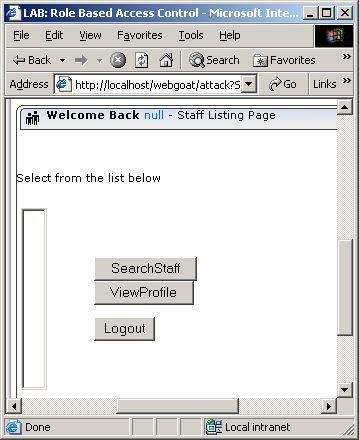 LAB: Role Based Access Control - Microsoft Inte...
File Edit View Favorites Tools Help
Back Search Favorites
Address http://localhost/webgoat/attack?S Go Links
Welcome Back null - Staff Listing Page
Select from the list below
SearchStaff
ViewProfile
Logout
Done Local intranet